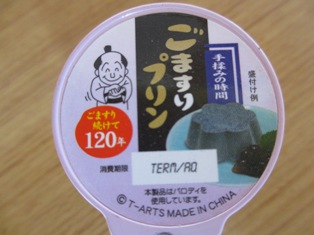 ごますり
プリン
手揉みの時間
盛付け例
ごますり
続けて
120年
消費期限
TERM/AQ
本製品はパロディを
使用しています。
©T-ARTS MADE IN CHINA